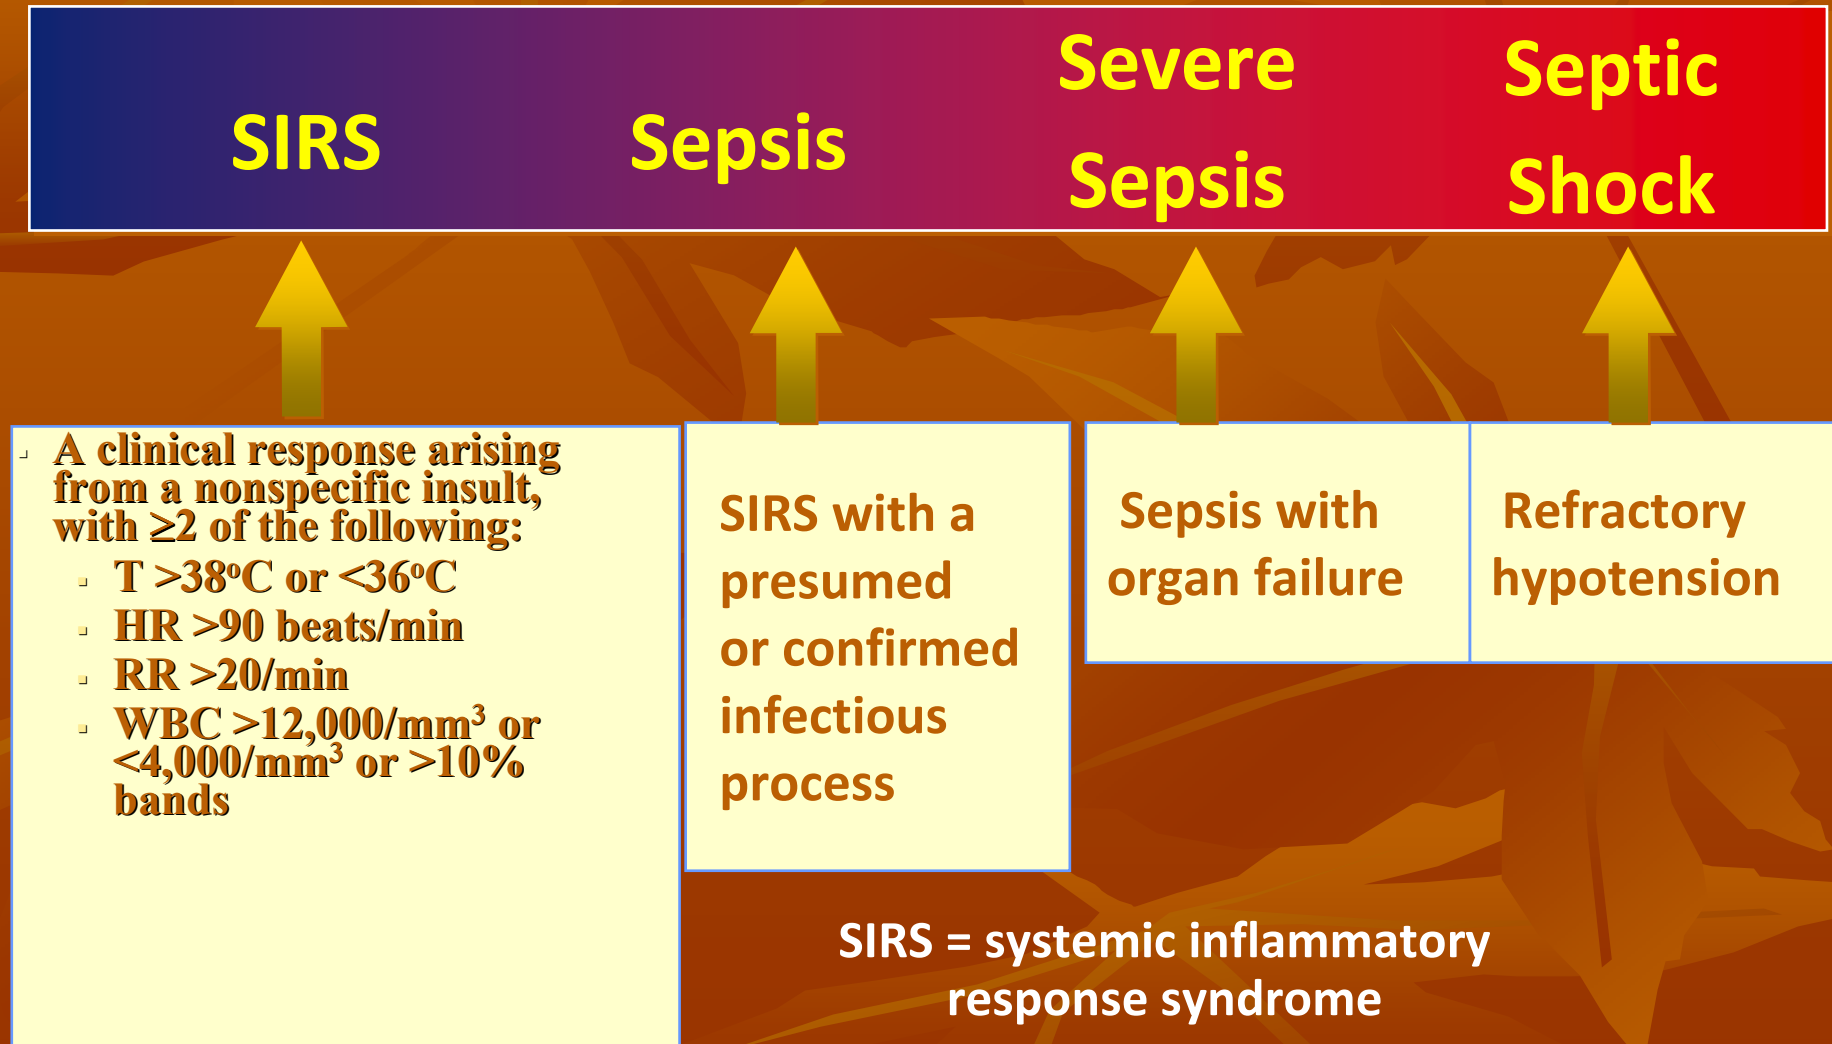 SIRS
Sepsis
Severe
Sepsis
Septic
Shock
A clinical response arising
from a nonspecific insult,
with ≥2 of the following:
T >38ºC or <36ºC
HR >90 beats/min
RR >20/min
WBC >12,000/mm³ or
<4,000/mm³ or >10%
bands
SIRS with a
presumed
or confirmed
infectious
process
Sepsis with
organ failure
Refractory
hypotension
SIRS = systemic inflammatory
response syndrome